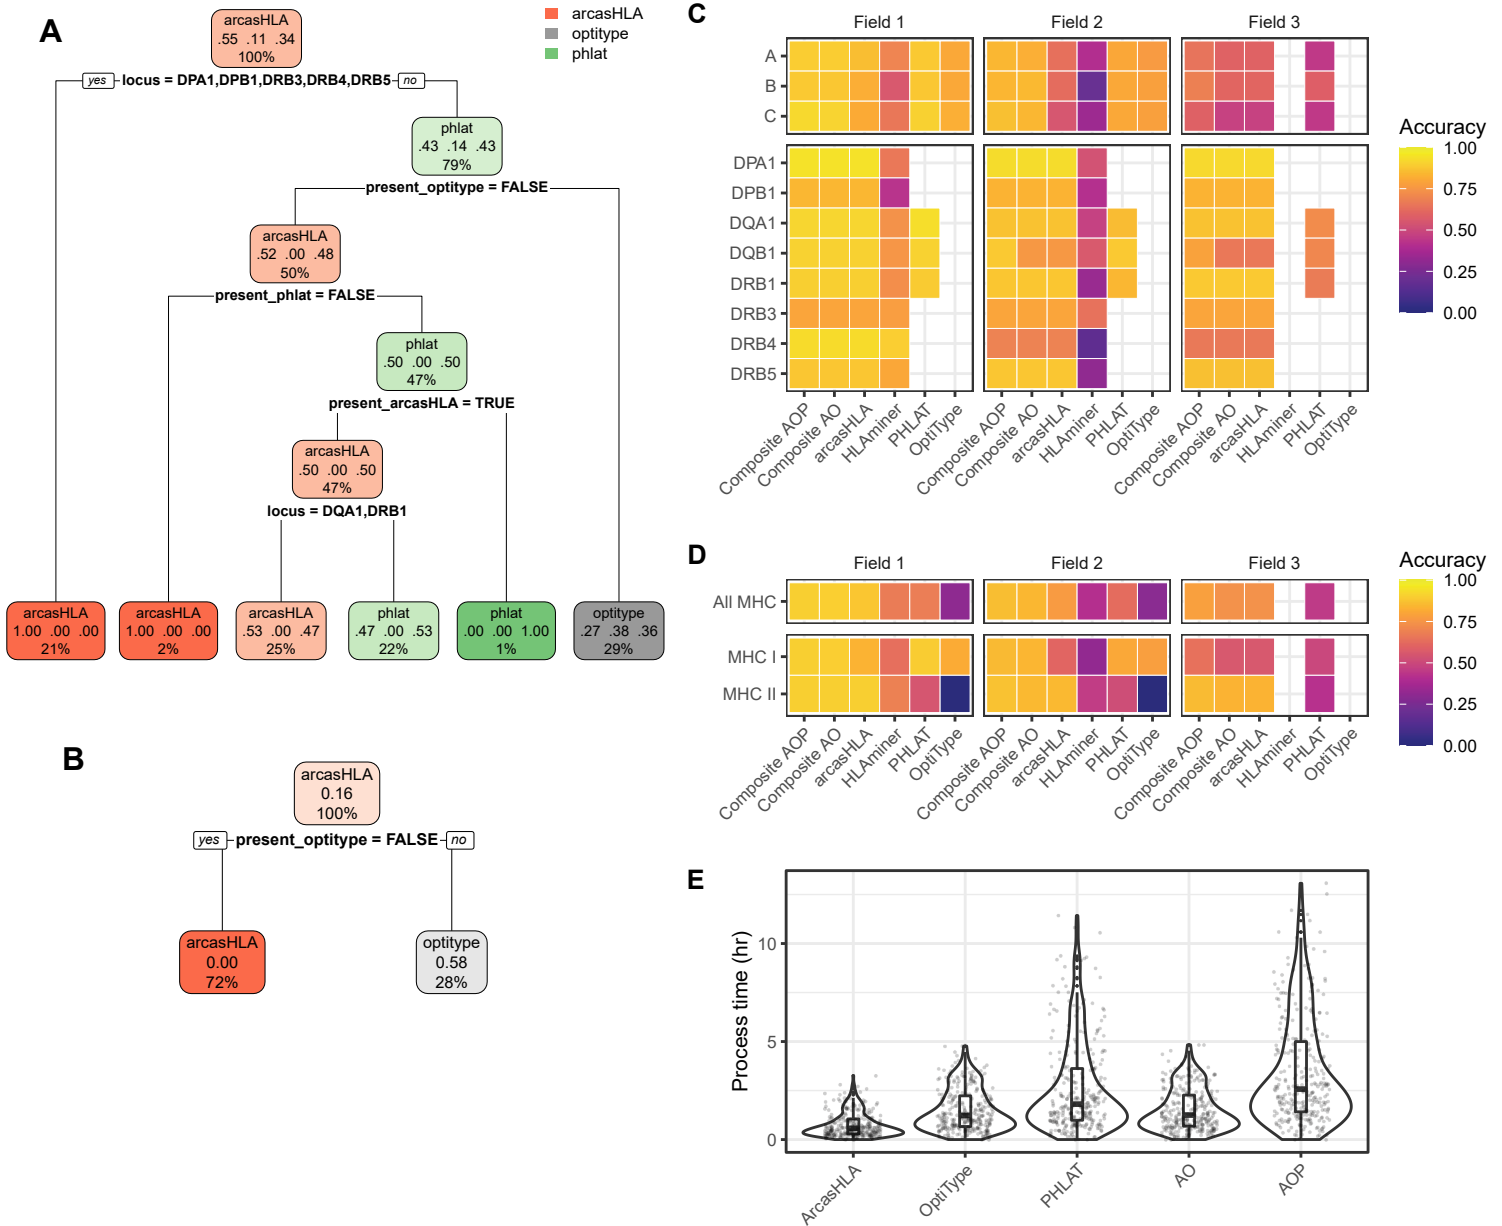 A
arcasHLA
.55 .11 .34
100%
yes
locus = DPA1,DPB1,DRB3,DRB4,DRB5
no
arcasHLA
optitype
phlat
phlat
.43 .14 .43
79%
present_optitype = FALSE
arcasHLA
.52 .00 .48
50%
present_phlat = FALSE
phlat
.50 .00 .50
47%
present_arcasHLA = TRUE
arcasHLA
.50 .00 .50
47%
locus = DQA1,DRB1
arcasHLA
1.00 .00 .00
21%
arcasHLA
1.00 .00 .00
2%
arcasHLA
.53 .00 .47
25%
phlat
.47 .00 .53
22%
phlat
.00 .00 1.00
1%
optitype
.27 .38 .36
29%
B
arcasHLA
0.16
100%
yes
present_optitype = FALSE
no
arcasHLA
0.00
72%
optitype
0.58
28%
C
Field 1
Field 2
Field 3
A
B
C
DPA1
DPB1
DQA1
DQB1
DRB1
DRB3
DRB4
DRB5
Composite AOP
Composite AO
arcasHLA
HLAminer
PHLAT
OptiType
Composite AOP
Composite AO
arcasHLA
HLAminer
PHLAT
OptiType
Composite AOP
Composite AO
arcasHLA
HLAminer
PHLAT
OptiType
Accuracy
1.00
0.75
0.50
0.25
0.00
D
Field 1
Field 2
Field 3
All MHC
MHC I
MHC II
Composite AOP
Composite AO
arcasHLA
HLAminer
PHLAT
OptiType
Composite AOP
Composite AO
arcasHLA
HLAminer
PHLAT
OptiType
Composite AOP
Composite AO
arcasHLA
HLAminer
PHLAT
OptiType
Accuracy
1.00
0.75
0.50
0.25
0.00
E
Process time (hr)
10
5
0
ArcasHLA
OptiType
PHLAT
AO
AOP